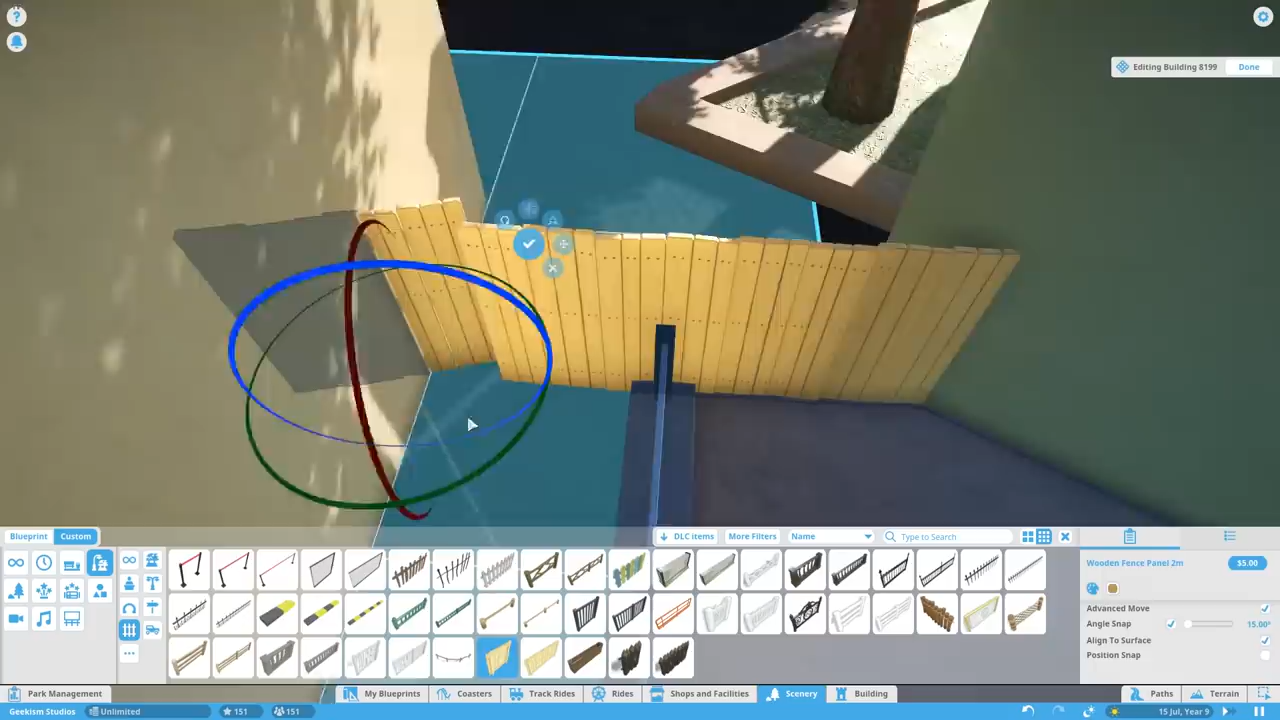 ?
Editing Building 8199 Done
Blueprint Custom
DLC items More Filters Name Type to Search
Wooden Fence Panel 2m $5.00
Advanced Move
Angle Snap 15.00°
Align To Surface
Position Snap
Park Management My Blueprints Coasters Track Rides Rides Shops and Facilities Scenery Building Paths Terrain
Geekism Studios Unlimited 151 151 15 Jul, Year 9